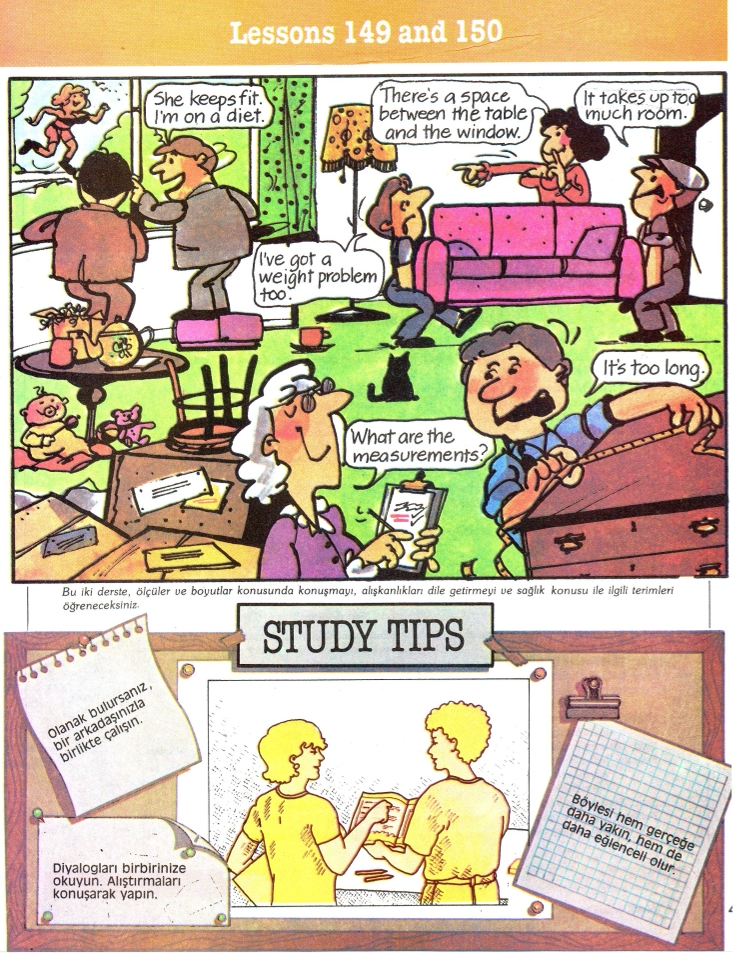 Lessons 149 and 150
She keeps fit.
I'm on a diet.
There's a space
between the table
and the window.
It takes up too
much room.
I've got a
weight problem
too.
It's too long.
What are the
measurements?
Bu iki derste, ölçüler ve boyutlar konusunda konuşmayı, alışkanlıkları dile getirmeyi ve sağlık konusu ile ilgili terimleri
öğreneceksiniz.
STUDY TIPS
Olanak bulursanız,
bir arkadaşınızla
birlikte çalışın.
Böylesi hem gerçeğe
daha yakın, hem de
daha eğlenceli olur.
Diyalogları birbirinize
okuyun. Alıştırmaları
konuşarak yapın.